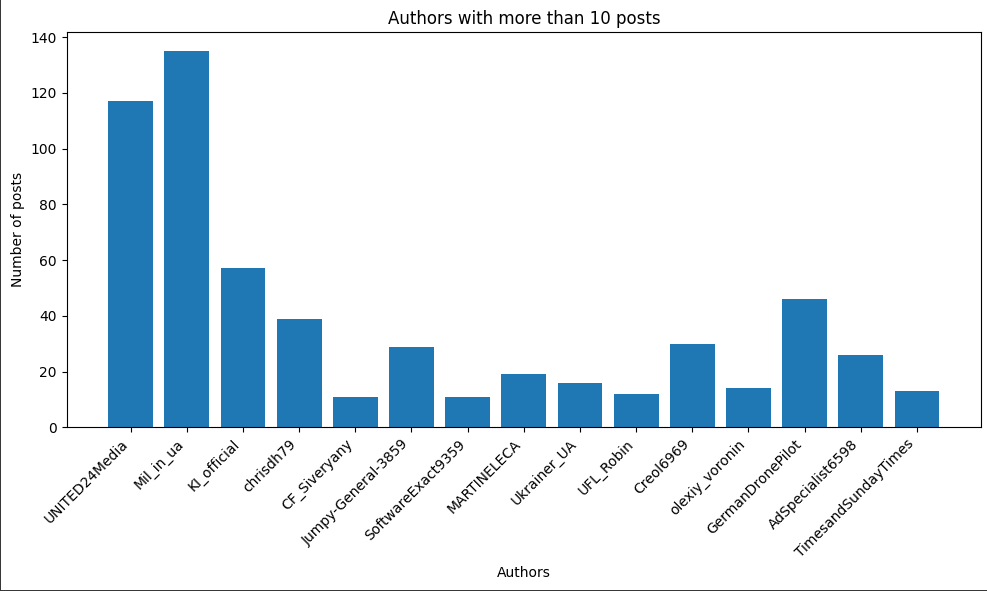 Authors with more than 10 posts
140
120
100
80
60
40
20
0
Number of posts
UNITED24Media
Mil_in_ua
KI_official
chrisdh79
CF_Siveryany
Jumpy-General-3859
SoftwareExact9359
MARTINELECA
Ukrainer_UA
UFL_Robin
Creol6969
olexiy_voronin
GermanDronePilot
AdSpecialist6598
TimesandSundayTimes
Authors